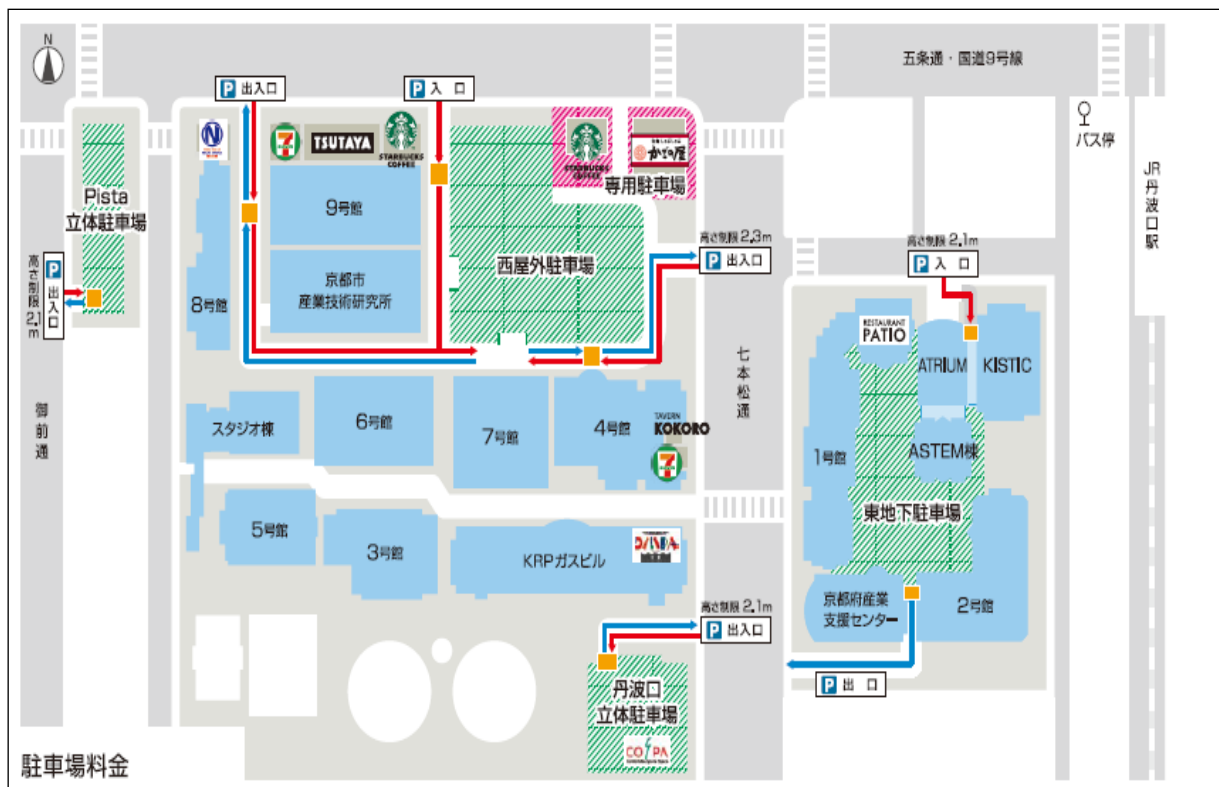 N
五条通・国道9号線
P 出入口
P 入 口
バス停
TSUTAYA
STARBUCKS
COFFEE
STARBUCKS
COFFEE
かごの屋
専用駐車場
JR丹波口駅
Pista
立体駐車場
9号館
高さ制限 2.3m
P 出入口
高さ制限 2.1m
P 入 口
西屋外駐車場
高さ制限 2.1m
P 出入口
8号館
京都市
産業技術研究所
RESTAURANT
PATIO
ATRIUM
KISTIC
七本松通
御前通
スタジオ棟
6号館
7号館
4号館
TAVERN
KOKORO
1号館
ASTEM棟
東地下駐車場
5号館
3号館
KRPガスビル
京都府産業
支援センター
2号館
高さ制限 2.1m
P 出入口
P 出 口
丹波口
立体駐車場
CO PA
駐車場料金